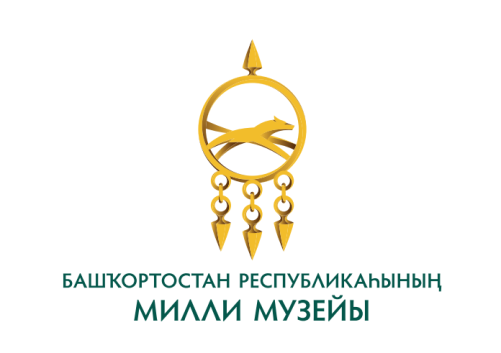 БАШҠОРТОСТАН РЕСПУБЛИКАҺЫНЫҢ
МИЛЛИ МУЗЕЙЫ